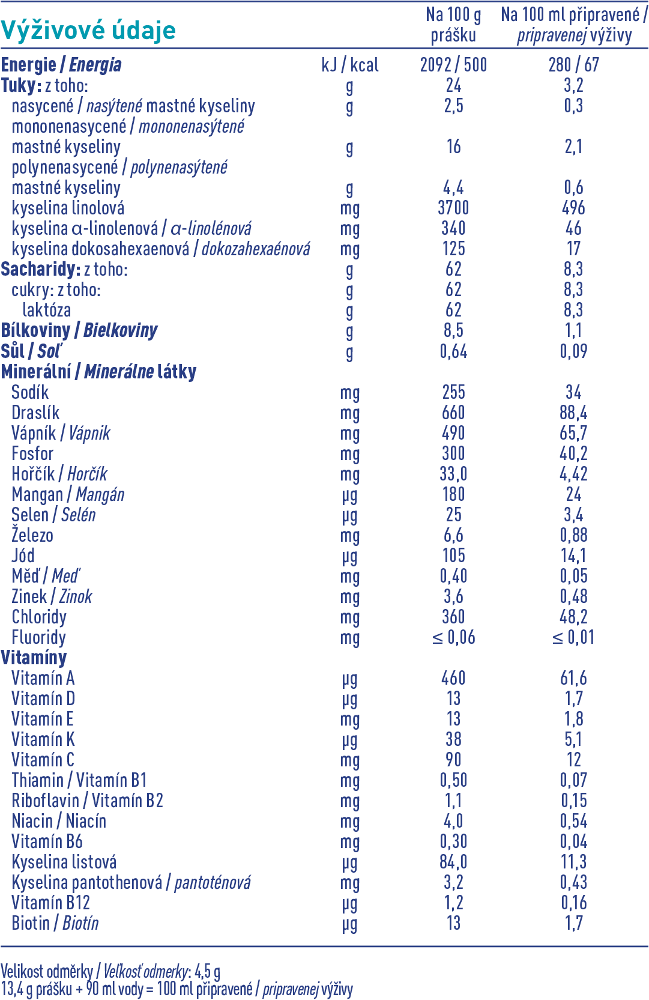 Výživové údaje Na 100 g prášku Na 100 ml připravené / pripravenej výživy
Energie / Energia kJ / kcal 2092 / 500 280 / 67
Tuky: z toho: g 24 3,2
nasycené / nasýtené mastné kyseliny g 2,5 0,3
mononenasycené / mononenasýtené
mastné kyseliny g 16 2,1
polynenasycené / polynenasýtené
mastné kyseliny g 4,4 0,6
kyselina linolová mg 3700 496
kyselina α-linolenová / α-linolénová mg 340 46
kyselina dokosahexaenová / dokozahexaénová mg 125 17
Sacharidy: z toho: g 62 8,3
cukry: z toho: g 62 8,3
laktóza g 62 8,3
Bílkoviny / Bielkoviny g 8,5 1,1
Sůl / Soľ g 0,64 0,09
Minerální / Minerálne látky
Sodík mg 255 34
Draslík mg 660 88,4
Vápník / Vápnik mg 490 65,7
Fosfor mg 300 40,2
Hořčík / Horčík mg 33,0 4,42
Mangan / Mangán µg 180 24
Selen / Selén µg 25 3,4
Železo mg 6,6 0,88
Jód µg 105 14,1
Měď / Meď mg 0,40 0,05
Zinek / Zinok mg 3,6 0,48
Chloridy mg 360 48,2
Fluoridy mg ≤ 0,06 ≤ 0,01
Vitamíny
Vitamín A µg 460 61,6
Vitamín D µg 13 1,7
Vitamín E mg 13 1,8
Vitamín K µg 38 5,1
Vitamín C mg 90 12
Thiamin / Vitamín B1 mg 0,50 0,07
Riboflavin / Vitamín B2 mg 1,1 0,15
Niacin / Niacín mg 4,0 0,54
Vitamín B6 mg 0,30 0,04
Kyselina listová µg 84,0 11,3
Kyselina pantothenová / pantoténová mg 3,2 0,43
Vitamín B12 µg 1,2 0,16
Biotin / Biotín µg 13 1,7
Velikost odměrky / Veľkosť odmerky: 4,5 g
13,4 g prášku + 90 ml vody = 100 ml připravené / pripravenej výživy